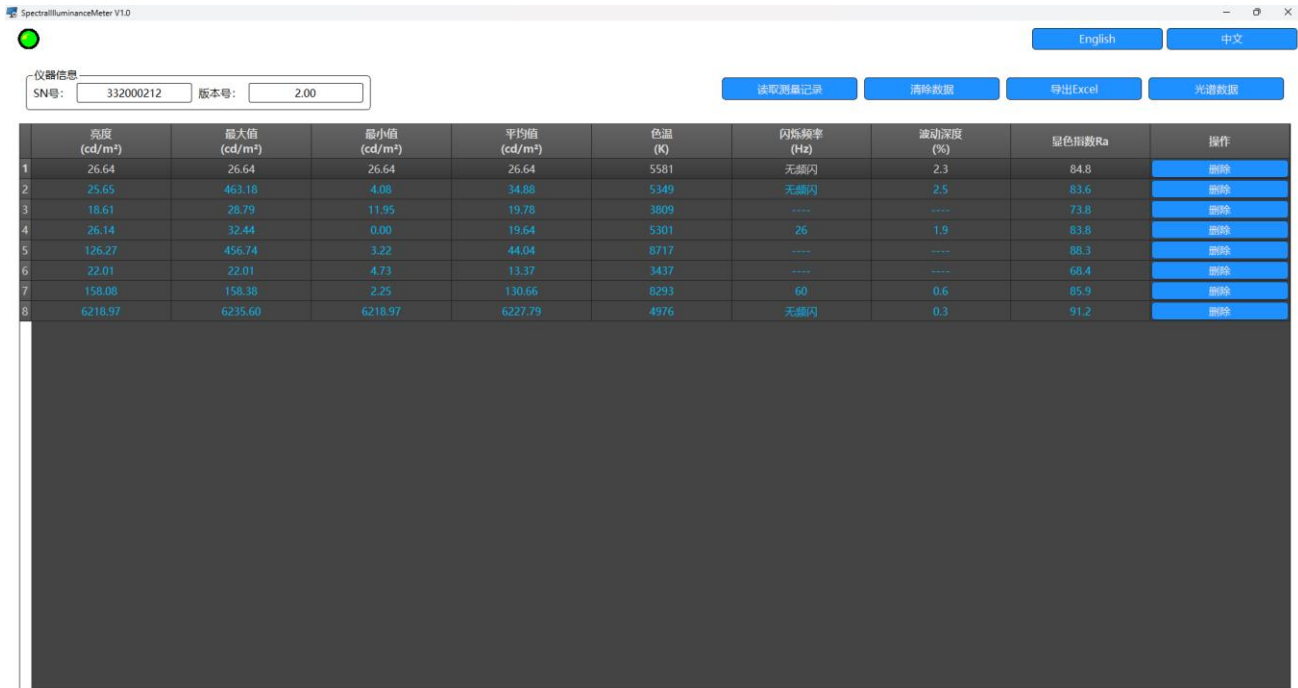 SpectralIlluminanceMeter V1.0
English 中文
仪器信息
SN号： 332000212 版本号： 2.00
读取测量记录 清除数据 导出Excel 光谱数据
亮度 最大值 最小值 平均值 色温 闪烁频率 波动深度 显色指数Ra 操作
(cd/m²) (cd/m²) (cd/m²) (cd/m²) (K) (Hz) (%)
1 26.64 26.64 26.64 26.64 5581 无频闪 2.3 84.8 删除
2 25.65 463.18 4.08 34.88 5349 无频闪 2.5 83.6 删除
3 18.61 28.79 11.95 19.78 3809 ---- ---- 73.8 删除
4 26.14 32.44 0.00 19.64 5301 26 1.9 83.8 删除
5 126.27 456.74 3.22 44.04 8717 ---- ---- 88.3 删除
6 22.01 22.01 4.73 13.37 3437 ---- ---- 68.4 删除
7 158.08 158.38 2.25 130.66 8293 60 0.6 85.9 删除
8 6218.97 6235.60 6218.97 6227.79 4976 无频闪 0.3 91.2 删除